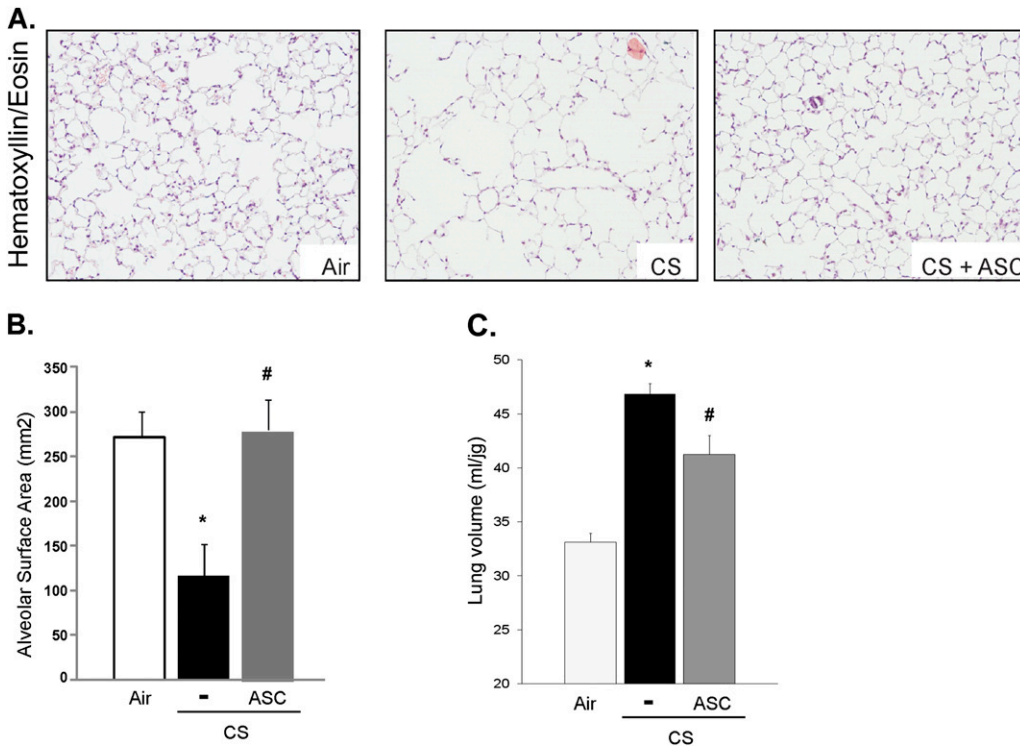 A.
Hematoxyllin/Eosin
Air
CS
CS + ASC
B.
Alveolar Surface Area (mm2)
350
300
250
200
150
100
50
0
*
#
Air
-
ASC
CS
C.
Lung volume (ml/jg)
50
45
40
35
30
25
20
*
#
Air
-
ASC
CS